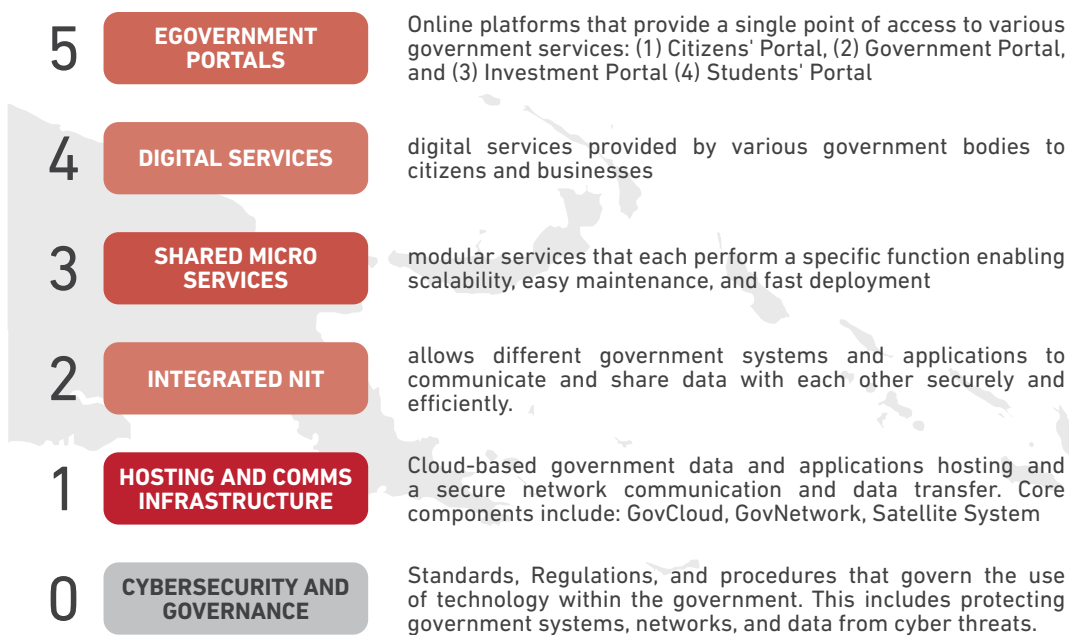 5
EGOVERNMENT
PORTALS
Online platforms that provide a single point of access to various
government services: (1) Citizens' Portal, (2) Government Portal,
and (3) Investment Portal (4) Students' Portal
4
DIGITAL SERVICES
digital services provided by various government bodies to
citizens and businesses
3
SHARED MICRO
SERVICES
modular services that each perform a specific function enabling
scalability, easy maintenance, and fast deployment
2
INTEGRATED NIT
allows different government systems and applications to
communicate and share data with each other securely and
efficiently.
1
HOSTING AND COMMS
INFRASTRUCTURE
Cloud-based government data and applications hosting and
a secure network communication and data transfer. Core
components include: GovCloud, GovNetwork, Satellite System
0
CYBERSECURITY AND
GOVERNANCE
Standards, Regulations, and procedures that govern the use
of technology within the government. This includes protecting
government systems, networks, and data from cyber threats.